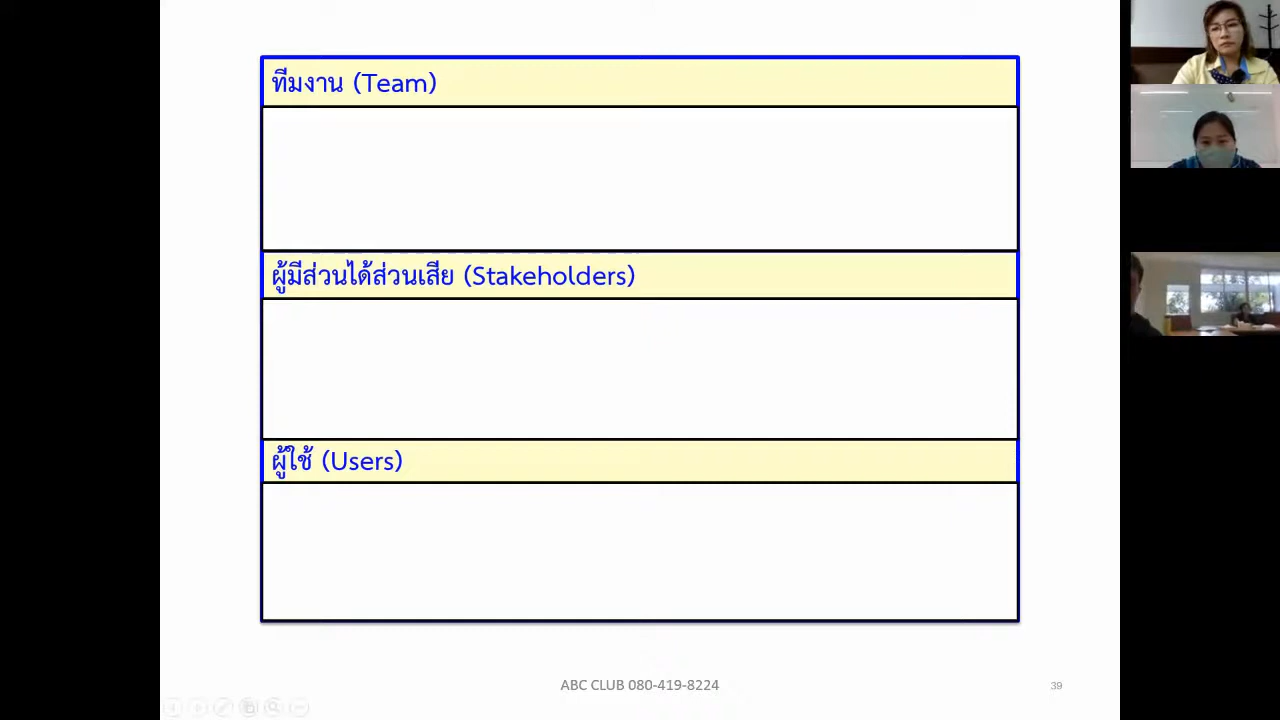 ทีมงาน (Team)
ผู้มีส่วนได้ส่วนเสีย (Stakeholders)
ผู้ใช้ (Users)
ABC CLUB 080-419-8224
39